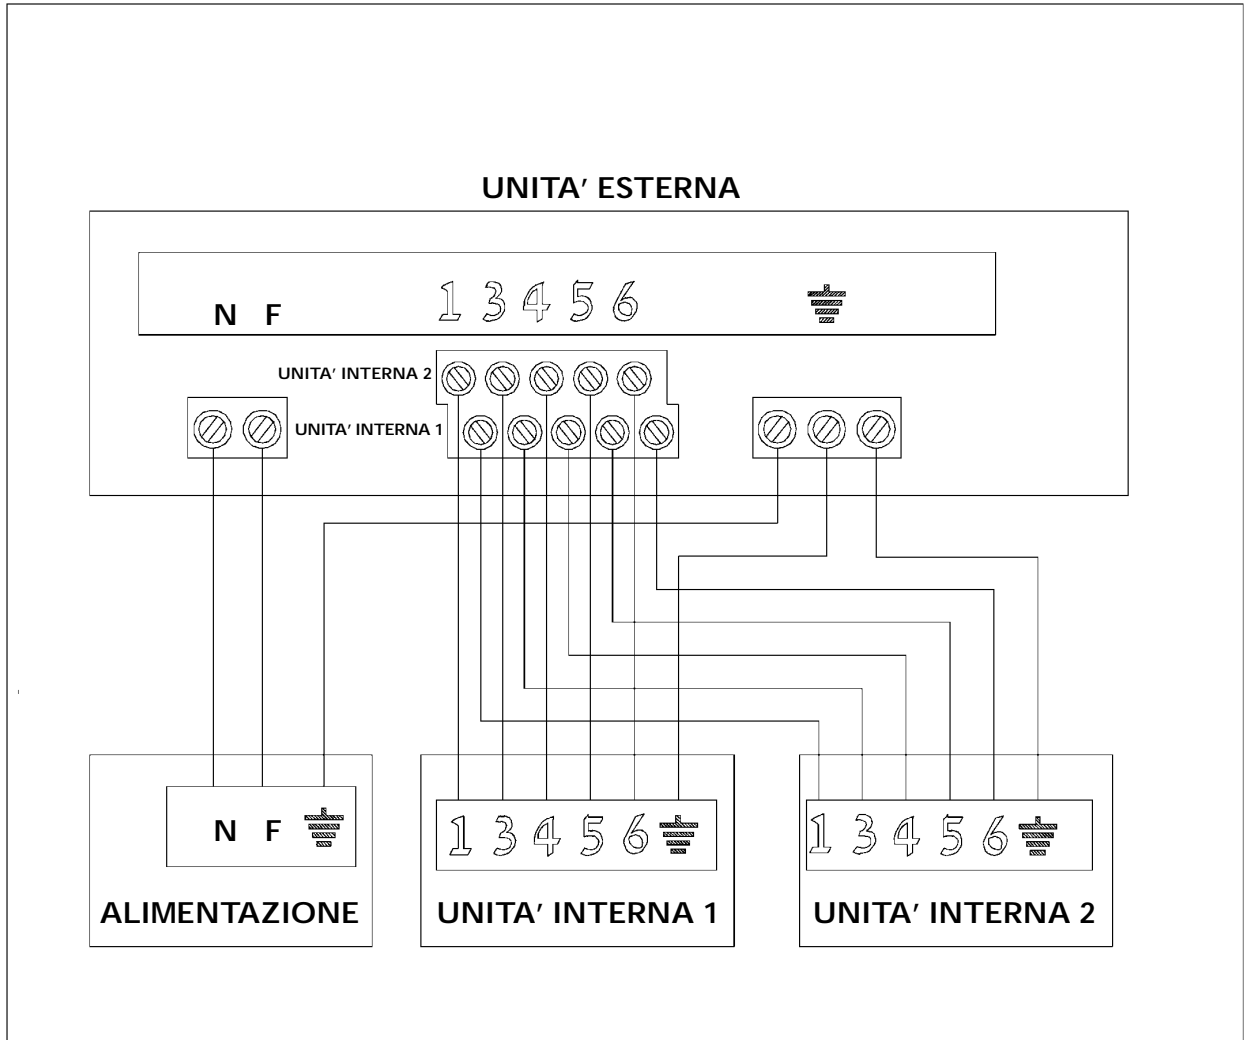 UNITA’ ESTERNA
N F 1 3 4 5 6
UNITA’ INTERNA 2
UNITA’ INTERNA 1
N F
1 3 4 5 6
1 3 4 5 6
ALIMENTAZIONE
UNITA’ INTERNA 1
UNITA’ INTERNA 2